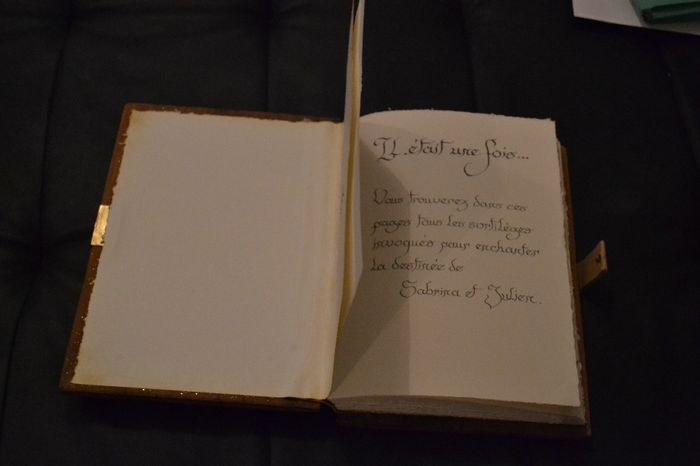 Il était une fois...
Vous trouverez dans ces
pages tous les sortilèges
invoqués pour enchanter
la destinée de
Sabrina et Julien.